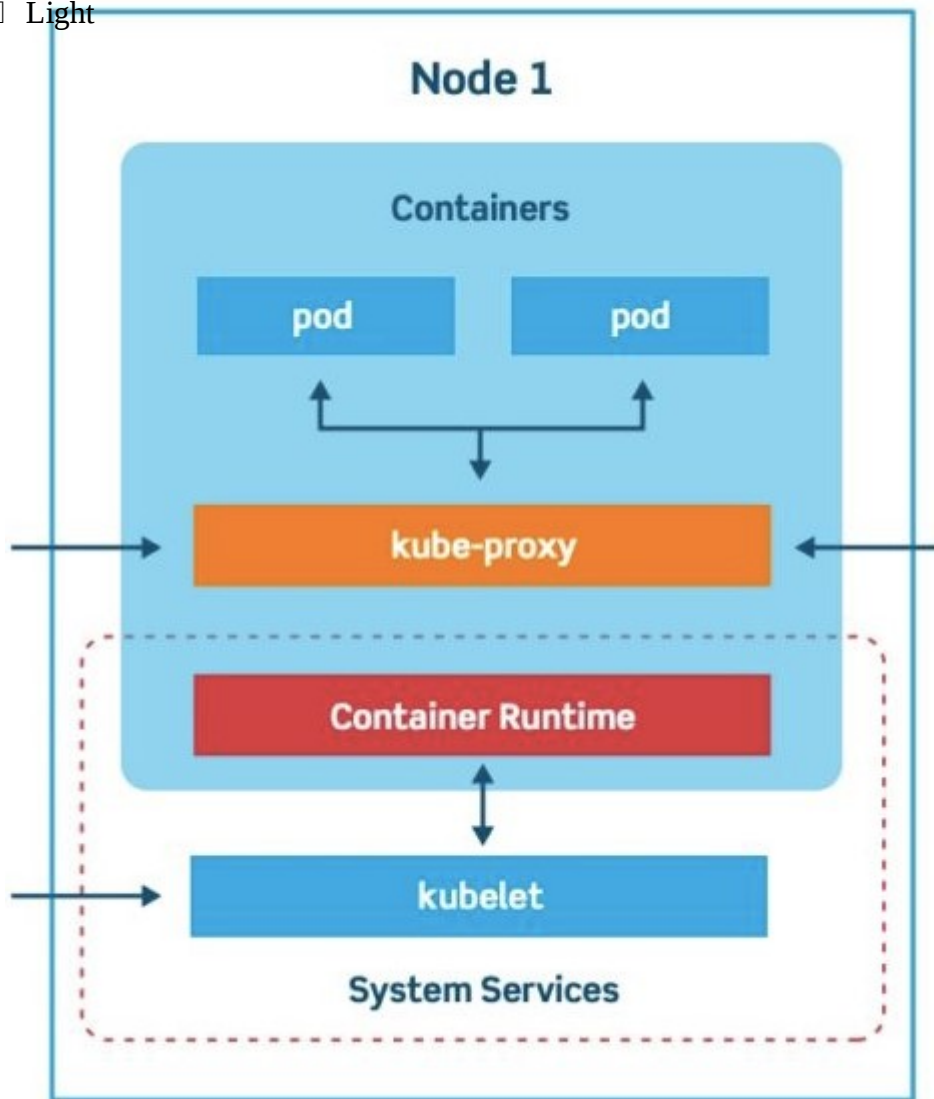 Light
Node 1
Containers
pod pod
kube-proxy
Container Runtime
kubelet
System Services